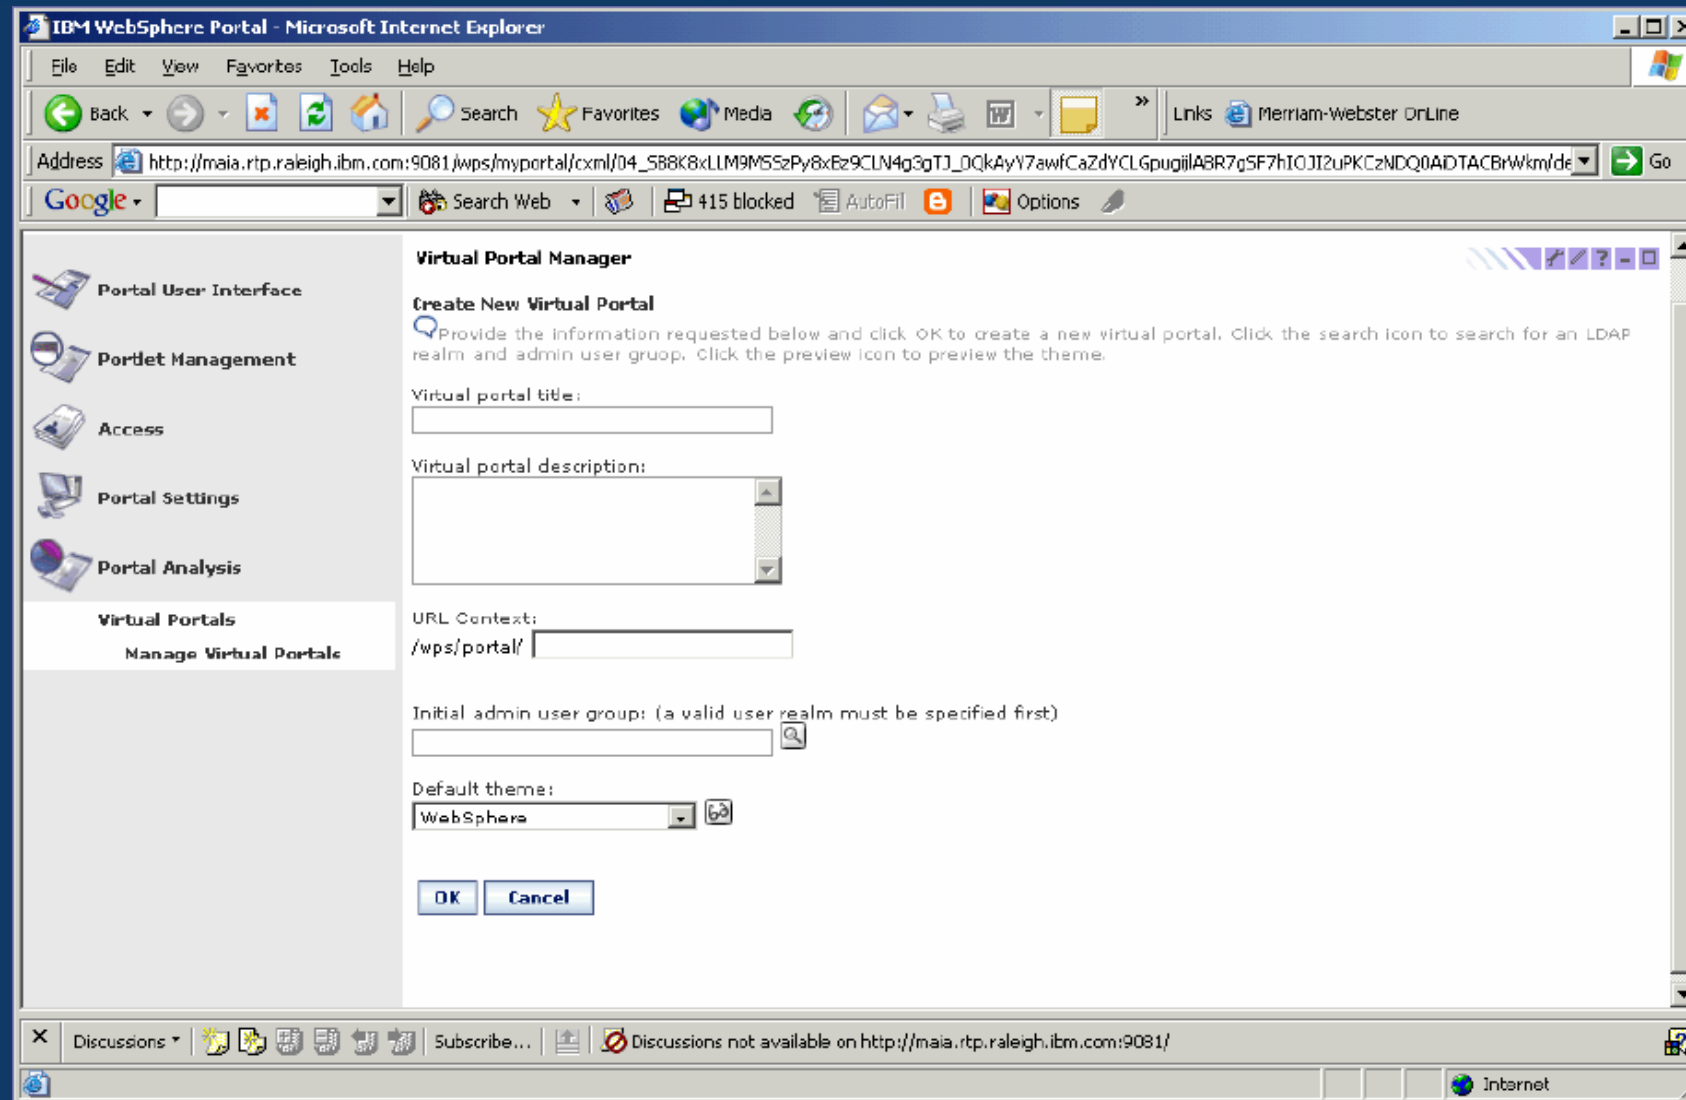 IBM WebSphere Portal - Microsoft Internet Explorer
File Edit View Favorites Tools Help
Back Search Favorites Media » Links Merriam-Webster OnLine
Address Go
Google Search Web 415 blocked AutoFill Options
Virtual Portal Manager
Portal User Interface
Create New Virtual Portal
Provide the information requested below and click OK to create a new virtual portal. Click the search icon to search for an LDAP
realm and admin user gruop. Click the preview icon to preview the theme.
Portlet Management
Virtual portal title:
Access
Virtual portal description:
Portal Settings
Portal Analysis
Virtual Portals
Manage Virtual Portals
URL Context:
/wps/portal/
Initial admin user group: (a valid user realm must be specified first)
Default theme:
WebSphere
OK Cancel
Discussions Subscribe... Discussions not available on http://maia.rtp.raleigh.ibm.com:9081/
Internet